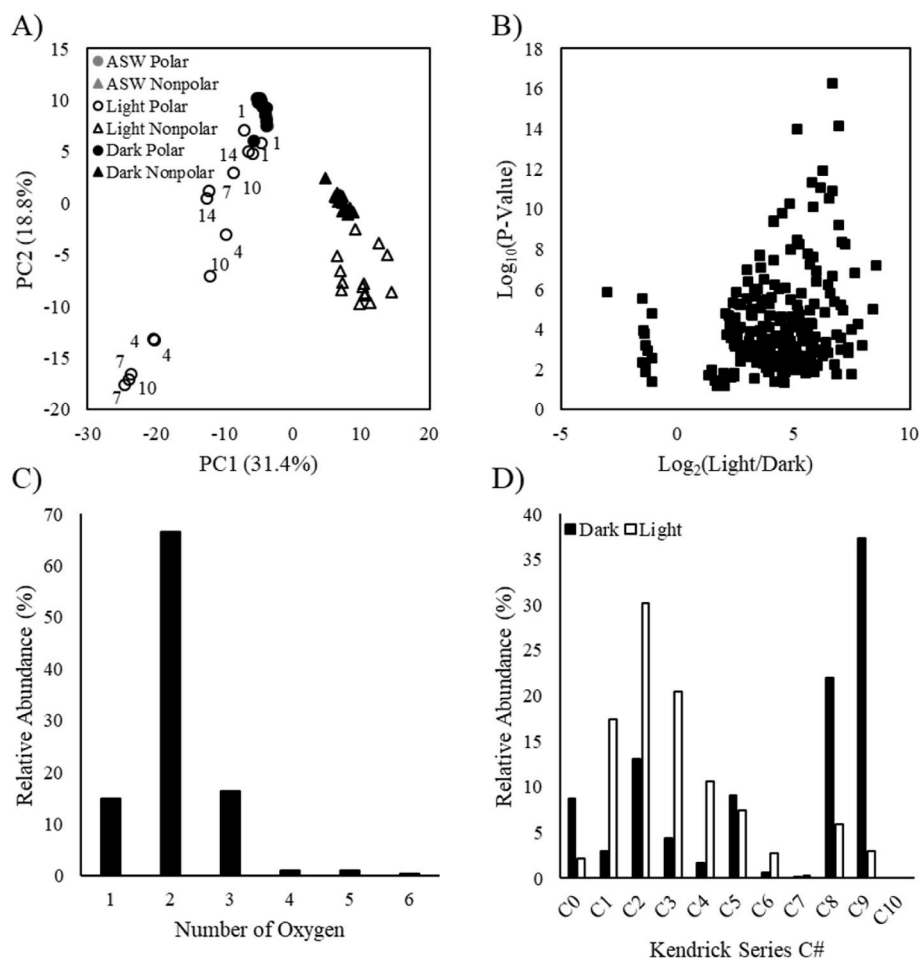 A)
15
10
5
0
-5
-10
-15
-20
-30
-20
-10
0
10
20
PC2 (18.8%)
PC1 (31.4%)
ASW Polar
ASW Nonpolar
Light Polar
Light Nonpolar
Dark Polar
Dark Nonpolar
1
1
14
1
7
10
14
4
10
4
4
7
10
7
B)
18
16
14
12
10
8
6
4
2
0
-5
0
5
10
Log10(P-Value)
Log2(Light/Dark)
C)
70
60
50
40
30
20
10
0
1
2
3
4
5
6
Relative Abundance (%)
Number of Oxygen
D)
40
35
30
25
20
15
10
5
0
Dark
Light
C0
C1
C2
C3
C4
C5
C6
C7
C8
C9
C10
Relative Abundance (%)
Kendrick Series C#